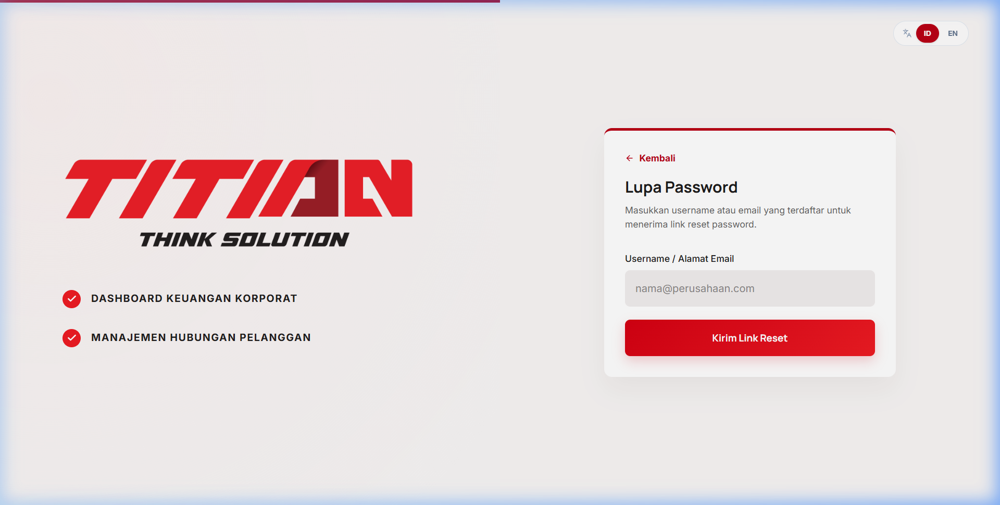 ID
EN
TITIAN
THINK SOLUTION
DASHBOARD KEUANGAN KORPORAT
MANAJEMEN HUBUNGAN PELANGGAN
Kembali
Lupa Password
Masukkan username atau email yang terdaftar untuk
menerima link reset password.
Username / Alamat Email
nama@perusahaan.com
Kirim Link Reset